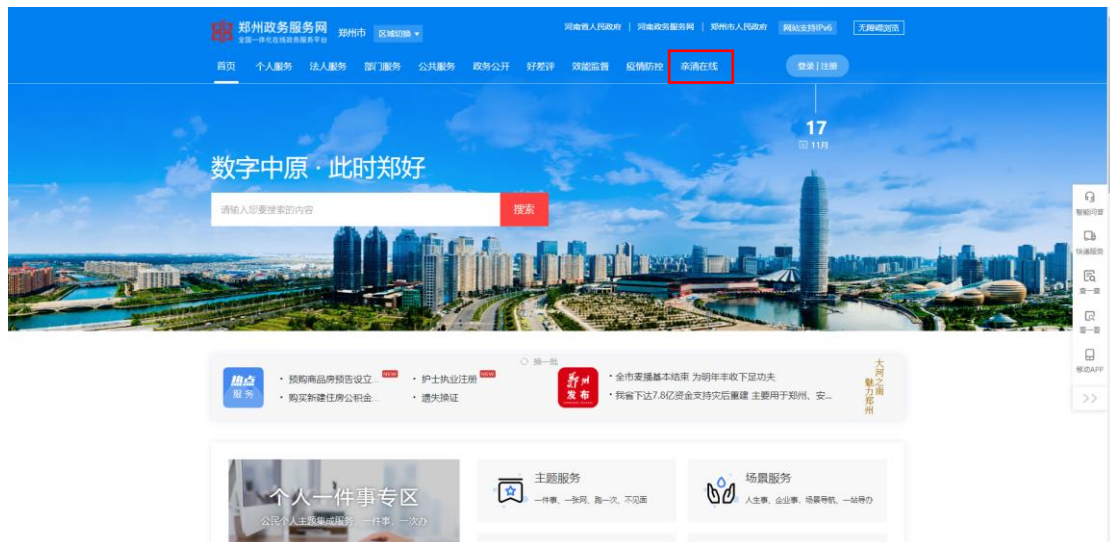 郑州政务服务网
全国一体化在线政务服务平台
郑州市 区域切换
河南省人民政府 | 河南政务服务网 | 郑州市人民政府 网站支持IPv6 无障碍浏览
首页 个人服务 法人服务 部门服务 公共服务 政务公开 好差评 效能监督 疫情防控 亲清在线 登录 | 注册
17
11月
数字中原 · 此时郑好
请输入您要搜索的内容 搜索
智能问答
快递服务
查一查
看一看
移动APP
>>
换一批
热点服务
· 预购商品房预告设立... NEW
· 护士执业注册 NEW
· 购买新建住房公积金...
· 遗失换证
郑州发布
· 全市麦播基本结束 为明年丰收下足功夫
· 我省下达7.8亿资金支持灾后重建 主要用于郑州、安...
大河之南
魅力郑州
个人一件事专区
公民个人主题集成服务，一件事，一次办
主题服务
一件事、一张网、跑一次、不见面
场景服务
人生事、企业事、场景导航、一站导办